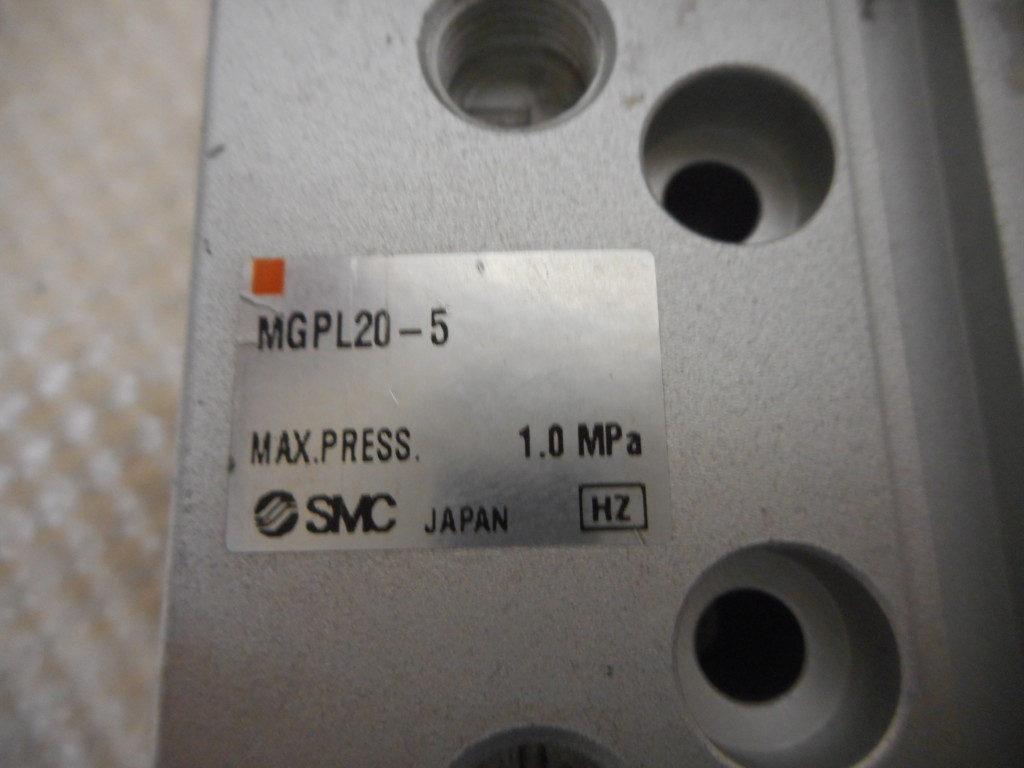 MGPL20-5
MAX.PRESS. 1.0 MPa
SMC JAPAN HZ